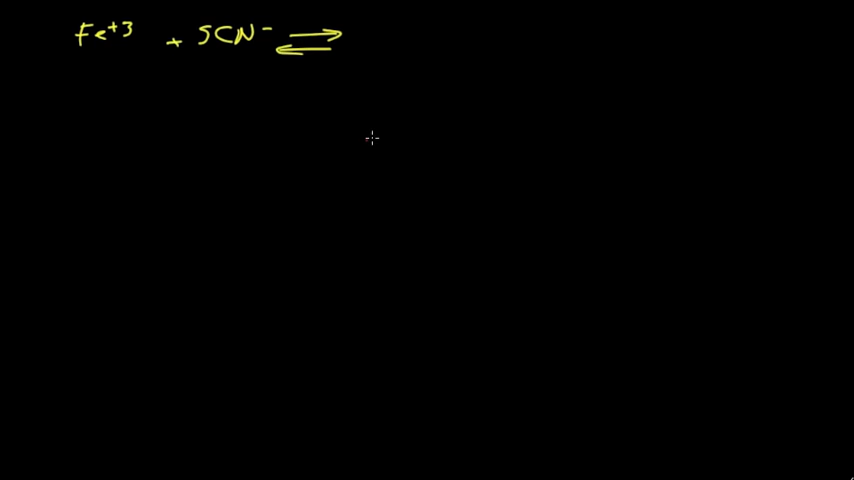 Fe⁺³ + SCN⁻ ⇌